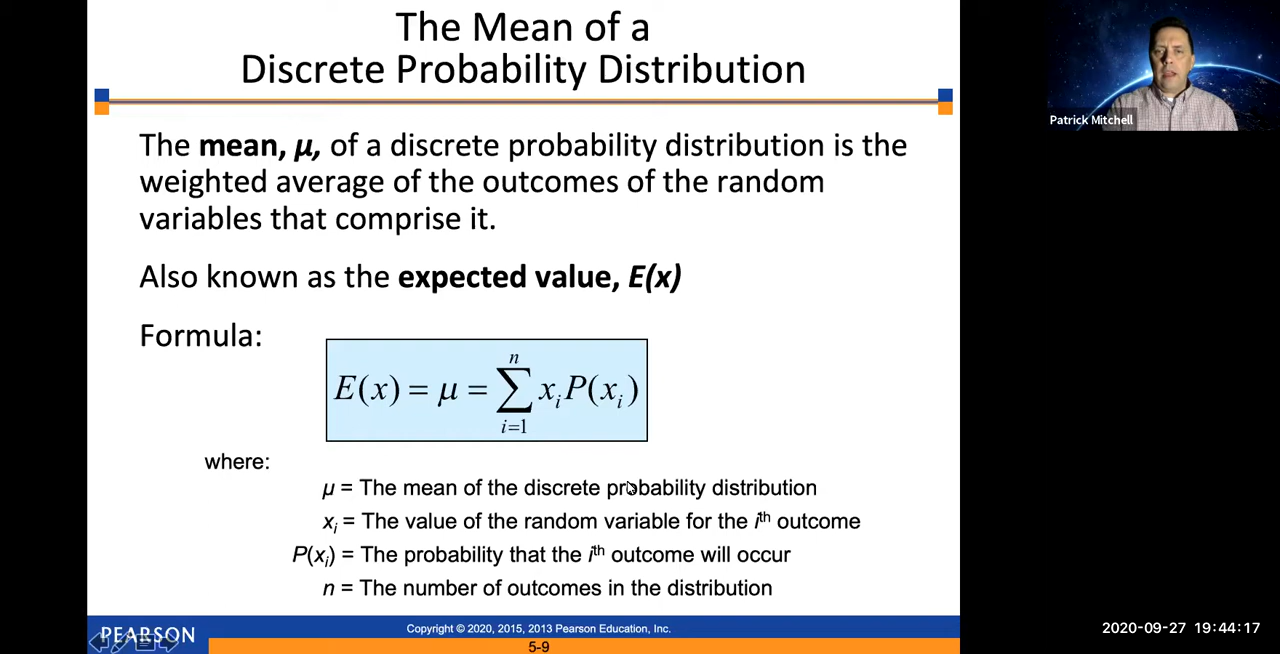 The Mean of a
Discrete Probability Distribution
Patrick Mitchell
The mean, μ, of a discrete probability distribution is the
weighted average of the outcomes of the random
variables that comprise it.
Also known as the expected value, E(x)
Formula:
E(x) = μ = ∑ᵢ₌₁ⁿ xᵢP(xᵢ)
where:
μ = The mean of the discrete probability distribution
xᵢ = The value of the random variable for the iᵗʰ outcome
P(xᵢ) = The probability that the iᵗʰ outcome will occur
n = The number of outcomes in the distribution
PEARSON
Copyright © 2020, 2015, 2013 Pearson Education, Inc.
5-9
2020-09-27 19:44:17